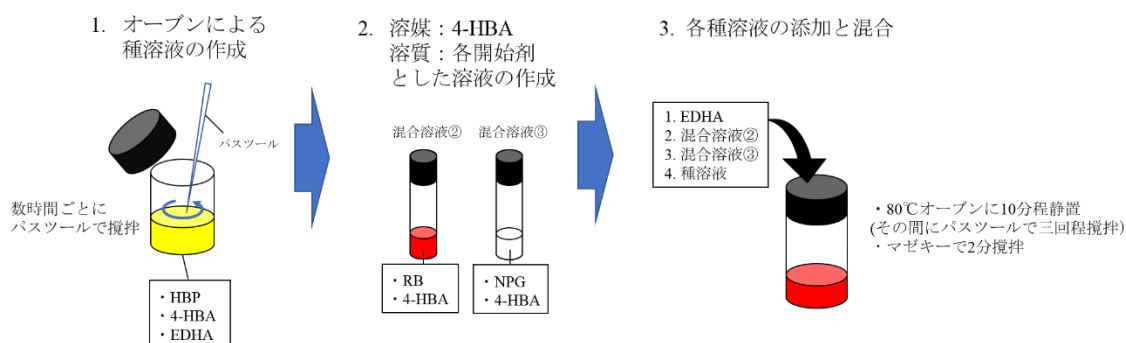 1. オーブンによる
種溶液の作成
パスツール
数時間ごとに
パスツールで攪拌
・HBP
・4-HBA
・EDHA
2. 溶媒：4-HBA
溶質：各開始剤
とした溶液の作成
混合溶液②
混合溶液③
・RB
・4-HBA
・NPG
・4-HBA
3. 各種溶液の添加と混合
1. EDHA
2. 混合溶液②
3. 混合溶液③
4. 種溶液
・80℃オーブンに10分程静置
(その間にパスツールで三回程攪拌)
・マゼキーで2分攪拌